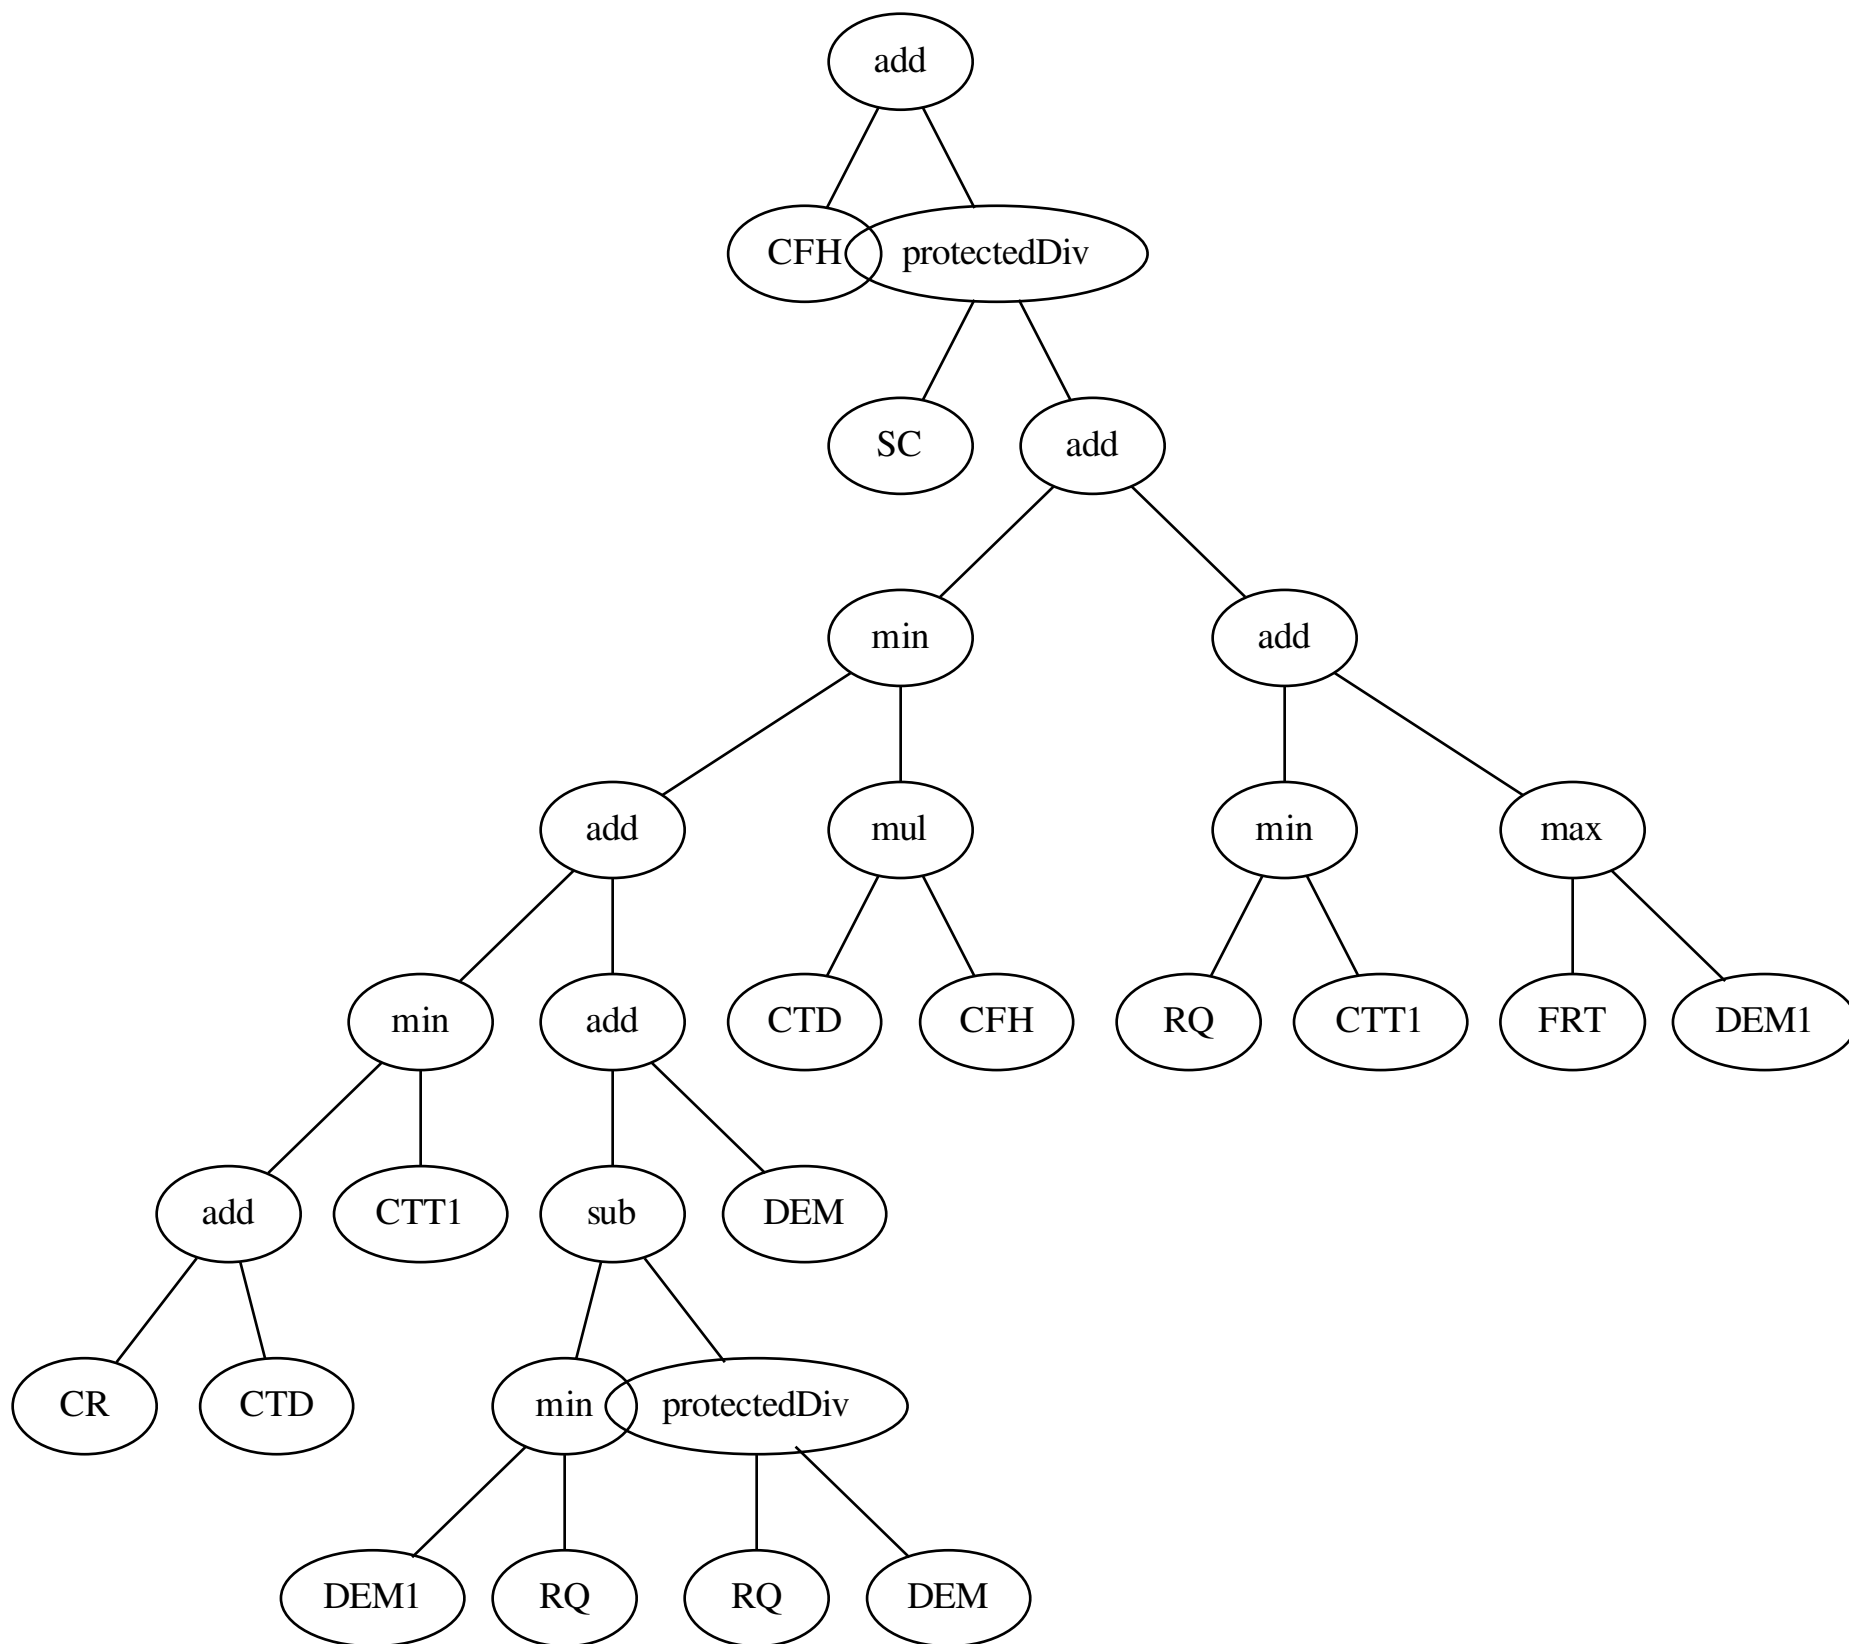 add
CFH protectedDiv
SC add
min add
add mul min max
min add CTD CFH RQ CTT1 FRT DEM1
add CTT1 sub DEM
CR CTD min protectedDiv
DEM1 RQ RQ DEM